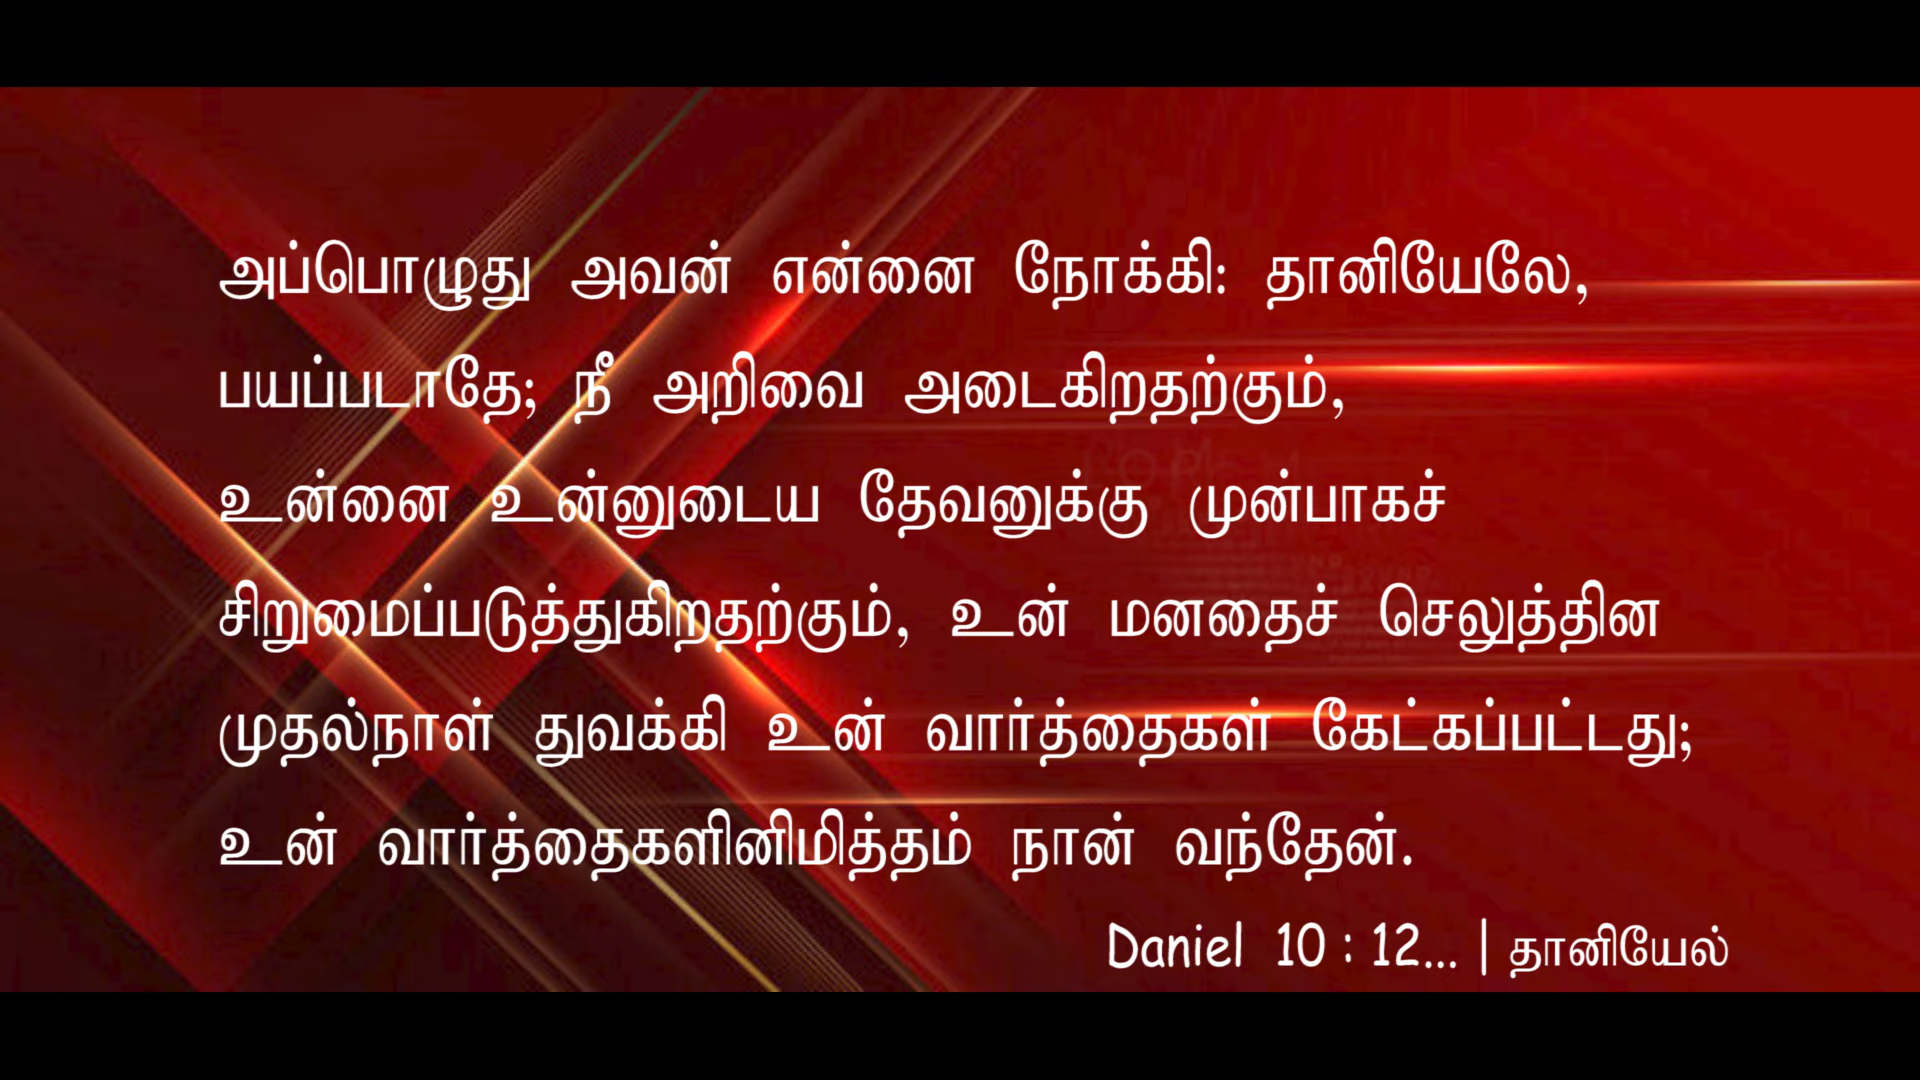 அப்பொழுது அவன் என்னை நோக்கி: தானியேலே,
பயப்படாதே; நீ அறிவை அடைகிறதற்கும்,
உன்னை உன்னுடைய தேவனுக்கு முன்பாகச்
சிறுமைப்படுத்துகிறதற்கும், உன் மனதைச் செலுத்தின
முதல்நாள் துவக்கி உன் வார்த்தைகள் கேட்கப்பட்டது;
உன் வார்த்தைகளினிமித்தம் நான் வந்தேன்.
Daniel 10 : 12... | தானியேல்